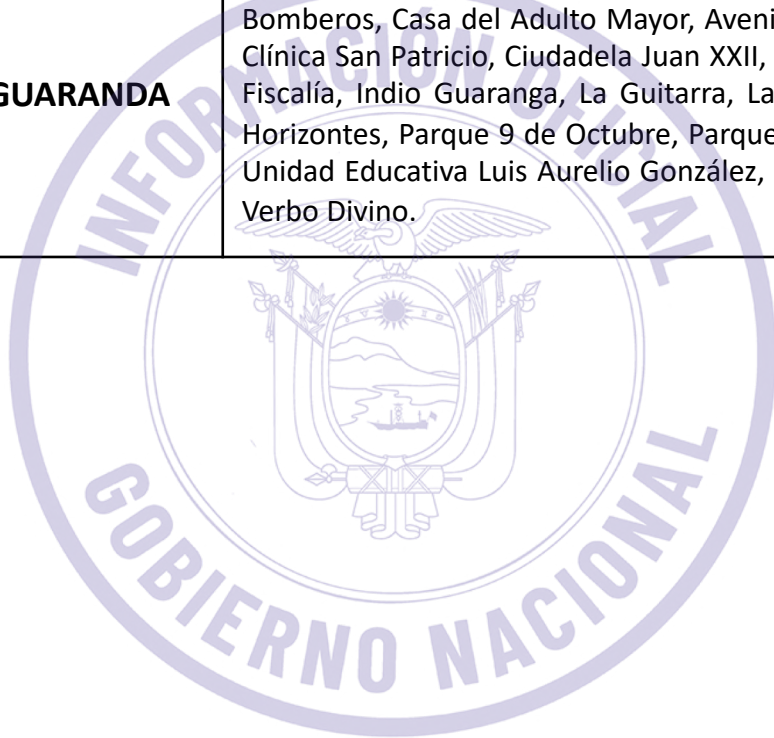 Bomberos, Casa del Adulto Mayor,
Clínica San Patricio, Ciudadela Juan XXII,
GUARANDA
Fiscalía, Indio Guaranga, La Guitarra, La
Horizontes, Parque 9 de Octubre, Parque
Unidad Educativa Luis Aurelio González,
Verbo Divino.
INFORMACIÓN OFICIAL
GOBIERNO NACIONAL